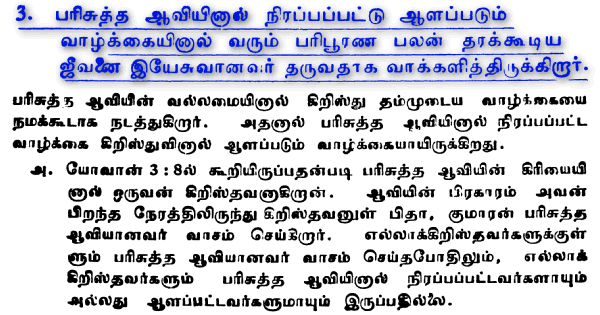 3. பரிசுத்த ஆவியினால் நிரப்பப்பட்டு ஆளப்படும்
வாழ்க்கையினால் வரும் பரிபூரண பலன் தரக்கூடிய
ஜீவனை இயேசுவானவர் தருவதாக வாக்களித்திருக்கிறார்.
பரிசுத்த ஆவியின் வல்லமையினால் கிறிஸ்து தம்முடைய வாழ்க்கையை
நமக்கூடாக நடத்துகிறார். அதனால் பரிசுத்த ஆவியினால் நிரப்பப்பட்ட
வாழ்க்கை கிறிஸ்துவினால் ஆளப்படும் வாழ்க்கையாயிருக்கிறது.
அ. யோவான் 3 : 8ல் கூறியிருப்பதன்படி பரிசுத்த ஆவியின் கிரியையி
னால் ஒருவன் கிறிஸ்தவனாகிறான். ஆவியின் பிரகாரம் அவன்
பிறந்த நேரத்திலிருந்து கிறிஸ்தவனுள் பிதா, குமாரன் பரிசுத்த
ஆவியானவர் வாசம் செய்கிறார். எல்லாக்கிறிஸ்தவர்களுக்குள்
ளும் பரிசுத்த ஆவியானவர் வாசம் செய்தபோதிலும், எல்லாக்
கிறிஸ்தவர்களும் பரிசுத்த ஆவியினால் நிரப்பப்பட்டவர்களாயும்
அல்லது ஆளப்பட்டவர்களுமாயும் இருப்பதில்லை.